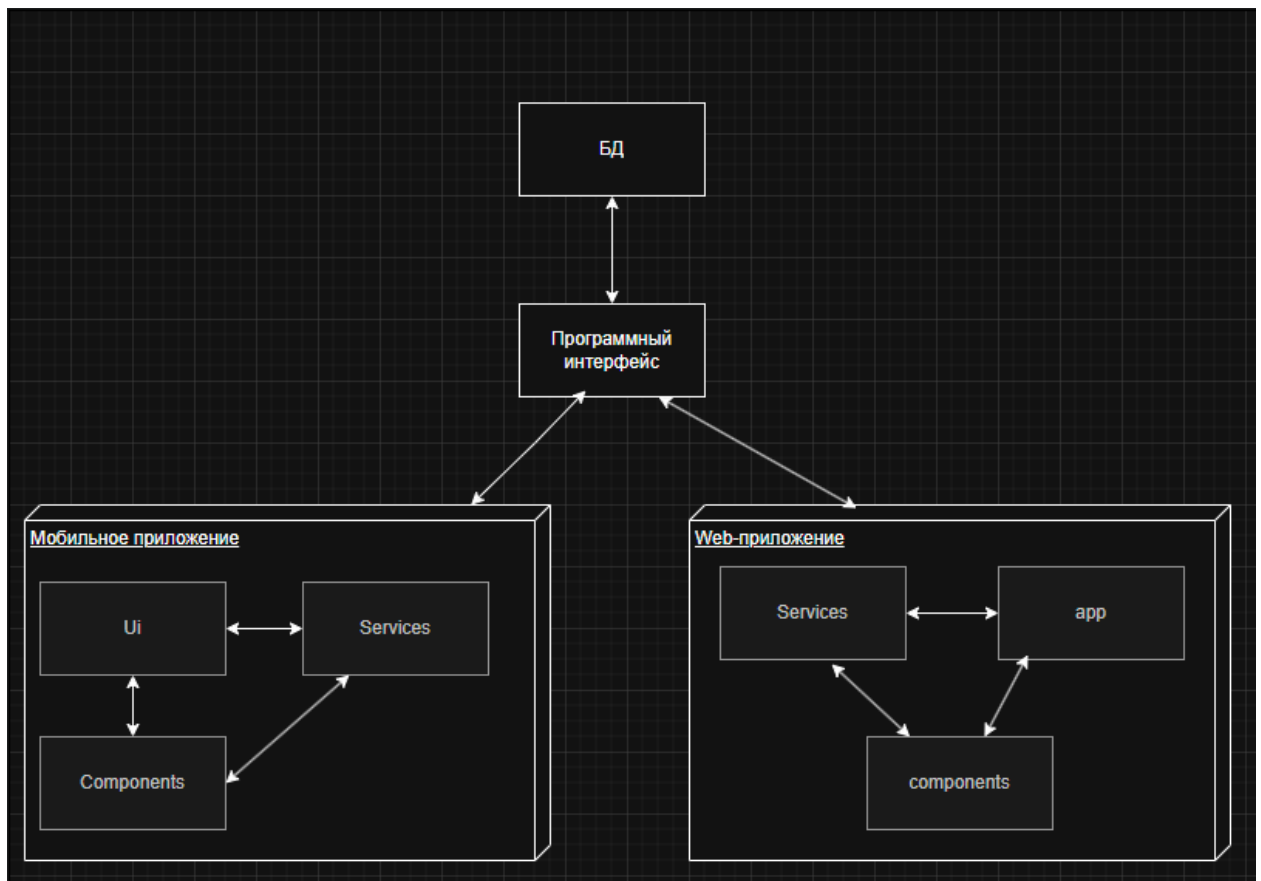 БД
Программный
интерфейс
Мобильное приложение
Ui
Services
Components
Web-приложение
Services
app
components